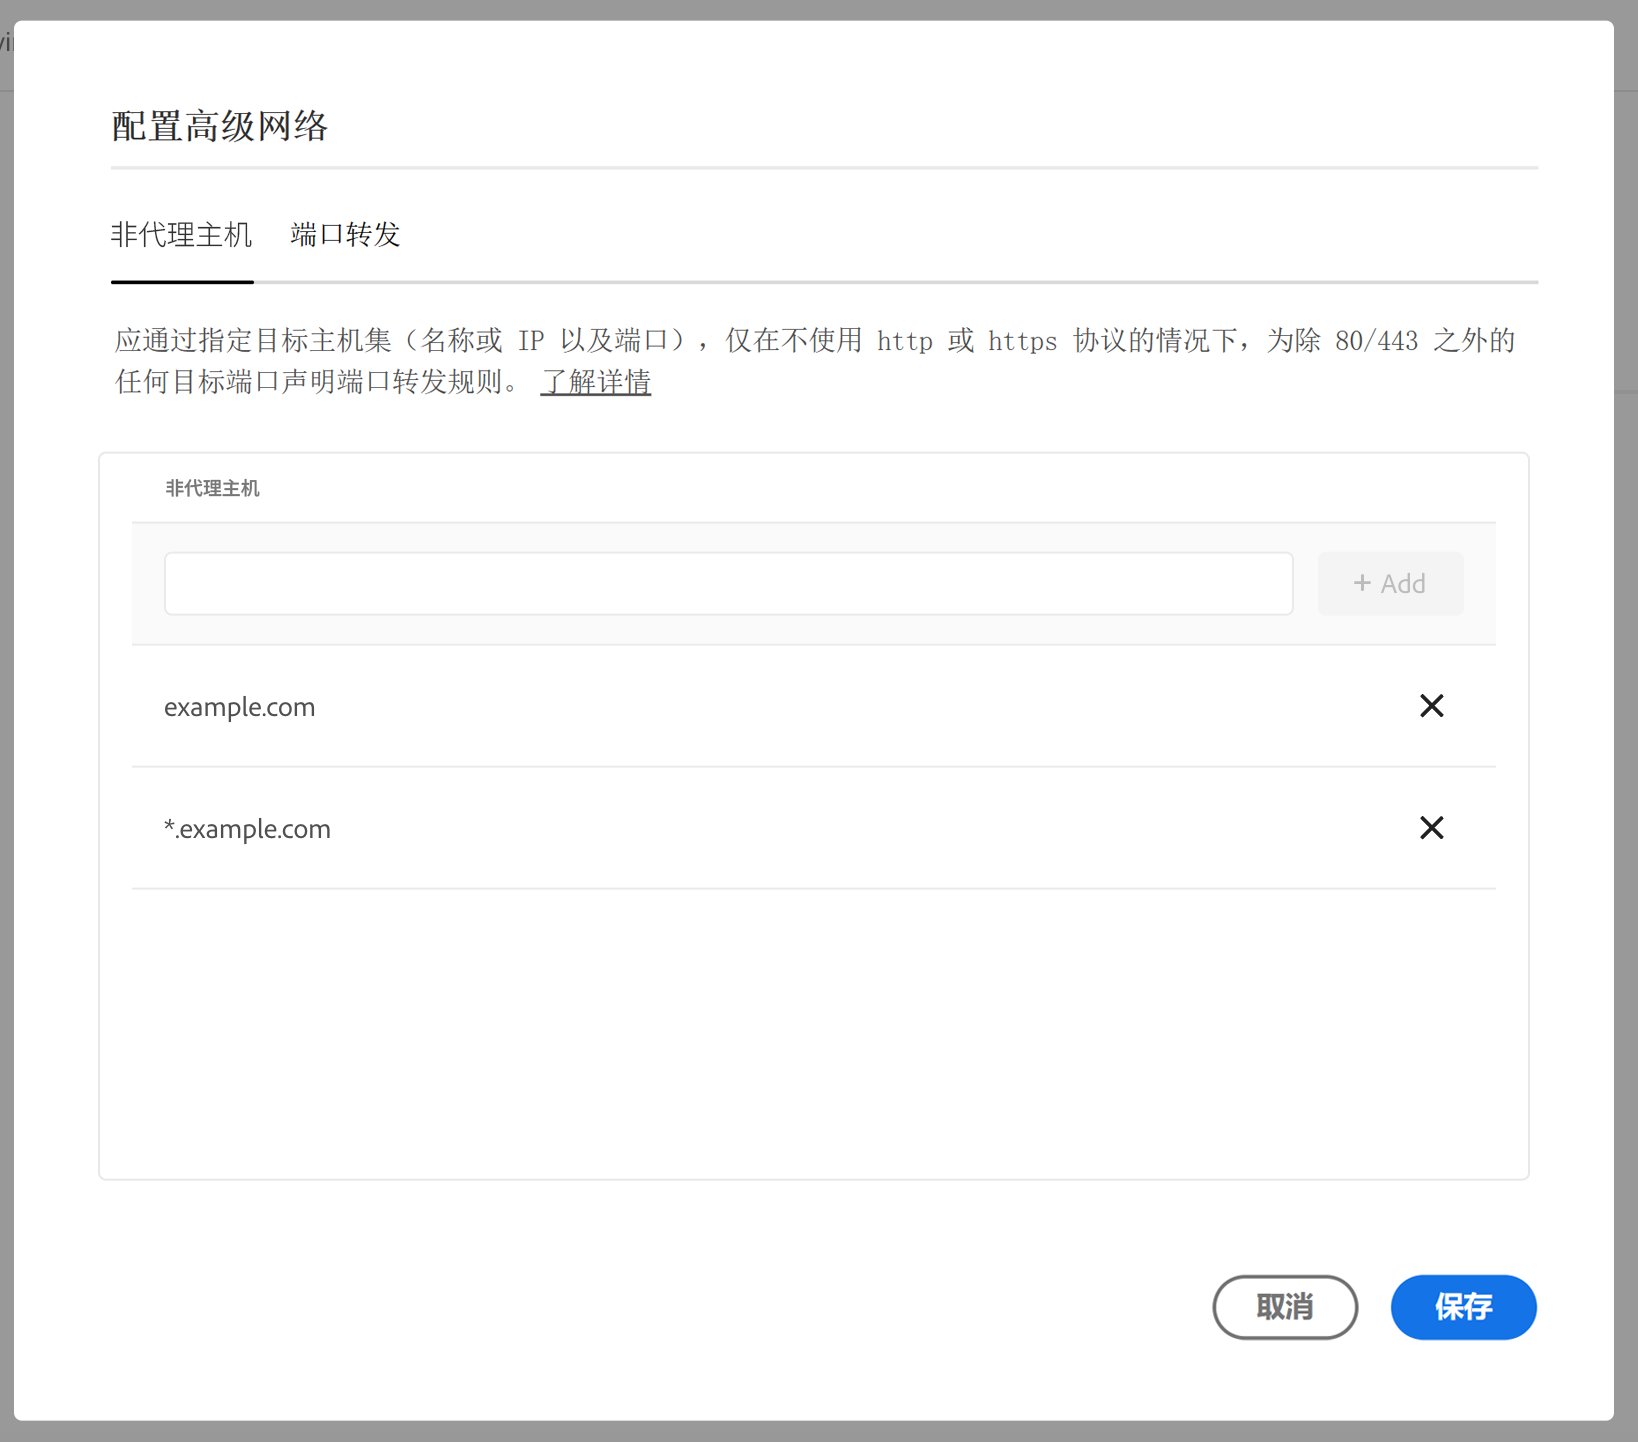 配置高级网络
非代理主机 端口转发
应通过指定目标主机集（名称或 IP 以及端口），仅在不使用 http 或 https 协议的情况下，为除 80/443 之外的
任何目标端口声明端口转发规则。 了解详情
非代理主机
+ Add
example.com
*.example.com
取消 保存